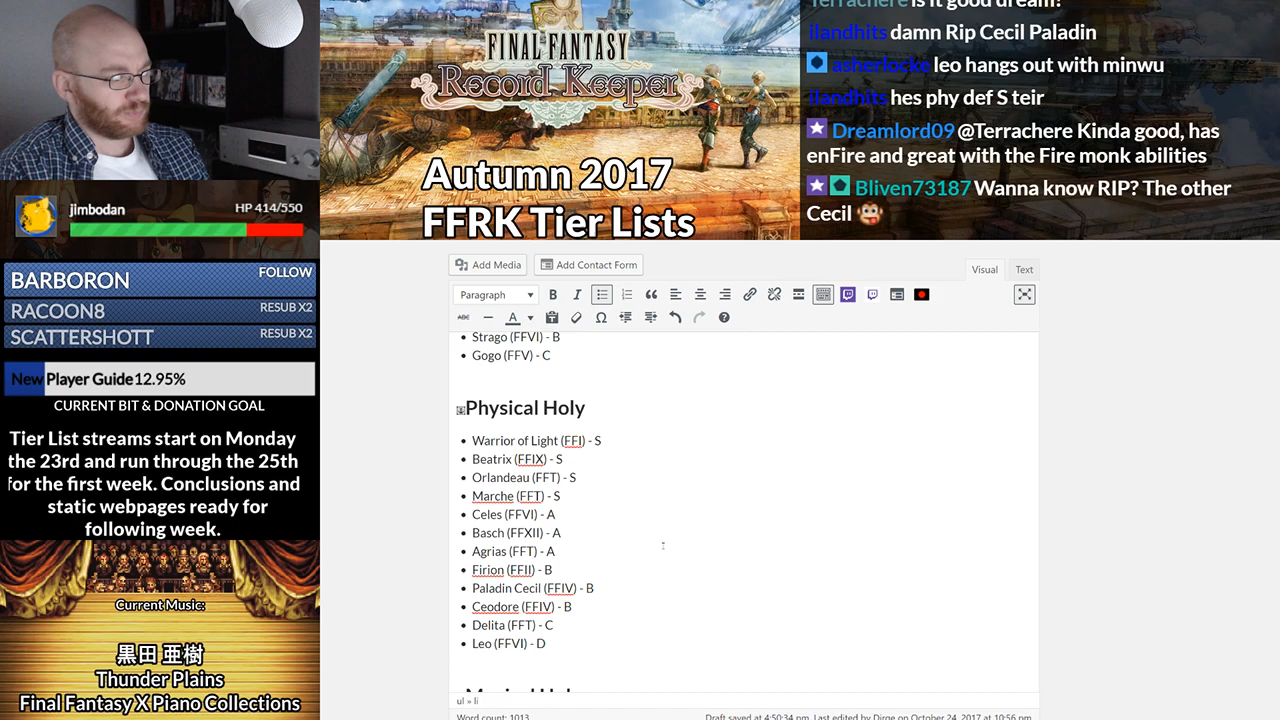 jimbodan
HP 414/550
BARBORON
FOLLOW
RACOON8
RESUB X2
SCATTERSHOTT
RESUB X2
New Player Guide 12.95%
CURRENT BIT & DONATION GOAL
Tier List streams start on Monday
the 23rd and run through the 25th
for the first week. Conclusions and
static webpages ready for
following week.
Current Music:
黒田 亜樹
Thunder Plains
Final Fantasy X Piano Collections
FINAL FANTASY
Record Keeper
Autumn 2017
FFRK Tier Lists
Terrachere is it good dream?
ilandhits damn Rip Cecil Paladin
asherlocke leo hangs out with minwu
ilandhits hes phy def S teir
Dreamlord09 @Terrachere Kinda good, has
enFire and great with the Fire monk abilities
Bliven73187 Wanna know RIP? The other
Cecil
Add Media
Add Contact Form
Visual
Text
Paragraph
B
I
ABC
A
Strago (FFVI) - B
Gogo (FFV) - C
Physical Holy
Warrior of Light (FFI) - S
Beatrix (FFIX) - S
Orlandeau (FFT) - S
Marche (FFT) - S
Celes (FFVI) - A
Basch (FFXII) - A
Agrias (FFT) - A
Firion (FFII) - B
Paladin Cecil (FFIV) - B
Ceodore (FFIV) - B
Delita (FFT) - C
Leo (FFVI) - D
ul » li
Word count: 1013
Draft saved at 4:50:34 pm. Last edited by Dirge on October 24, 2017 at 10:56 pm